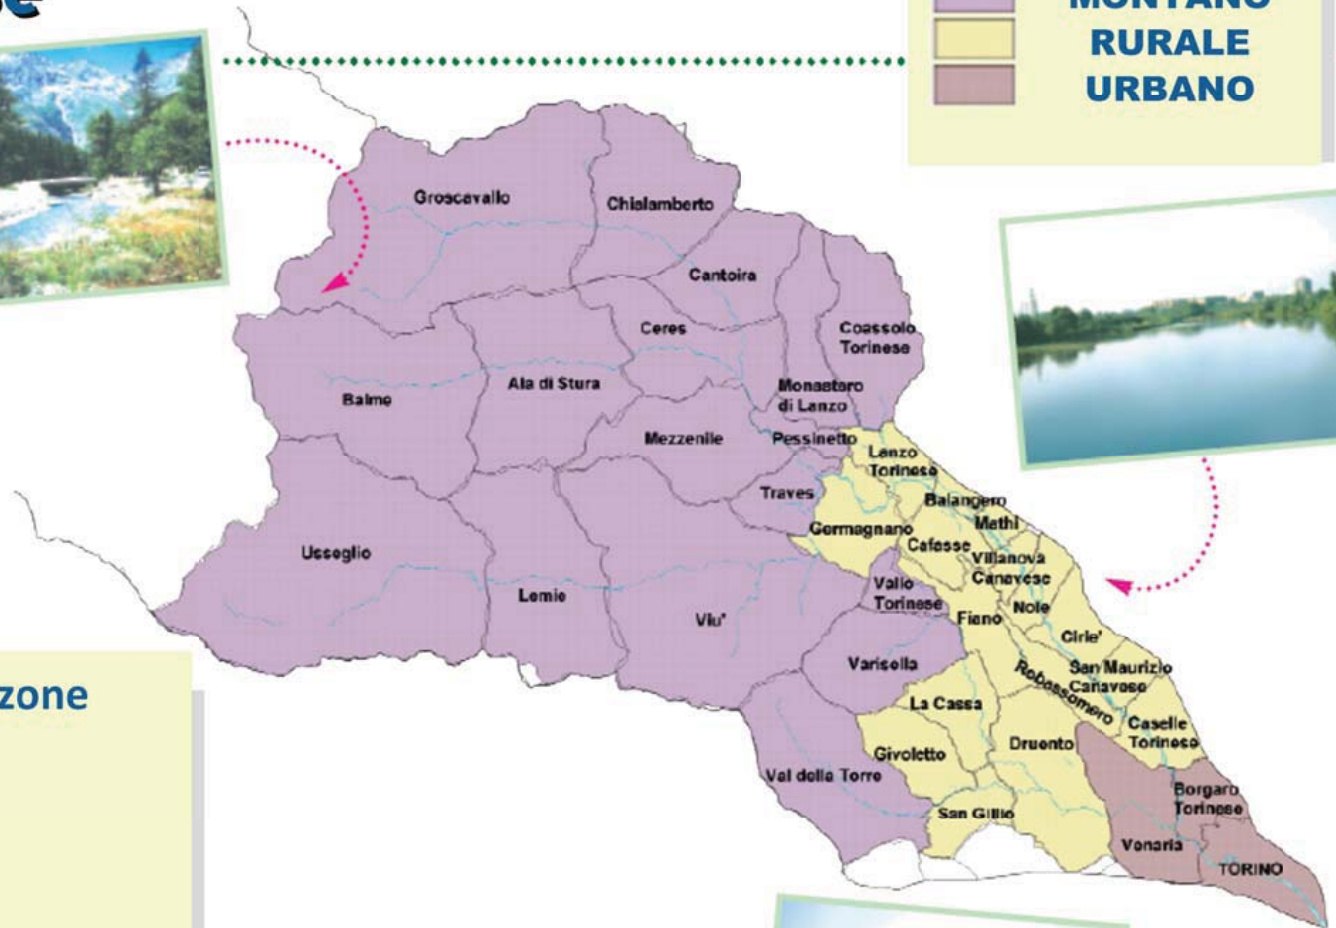 MONTANO
RURALE
URBANO
Groscavallo
Chialamberto
Cantoira
Ceres
Coassolo
Torinese
Ala di Stura
Balme
Monastero
di Lanzo
Mezzenile
Pessinetto
Lanzo
Torinese
Traves
Balangero
Mathi
Germagnano
Cafasse
Usseglio
Villanova
Canavese
Lemie
Vallo
Torinese
Nole
Viu'
Fiano
Cirie'
Varisella
San Maurizio
Canavese
Robassomero
zone
La Cassa
Caselle
Torinese
Druento
Givoletto
Val della Torre
Borgaro
Torinese
San Gillio
Venaria
TORINO